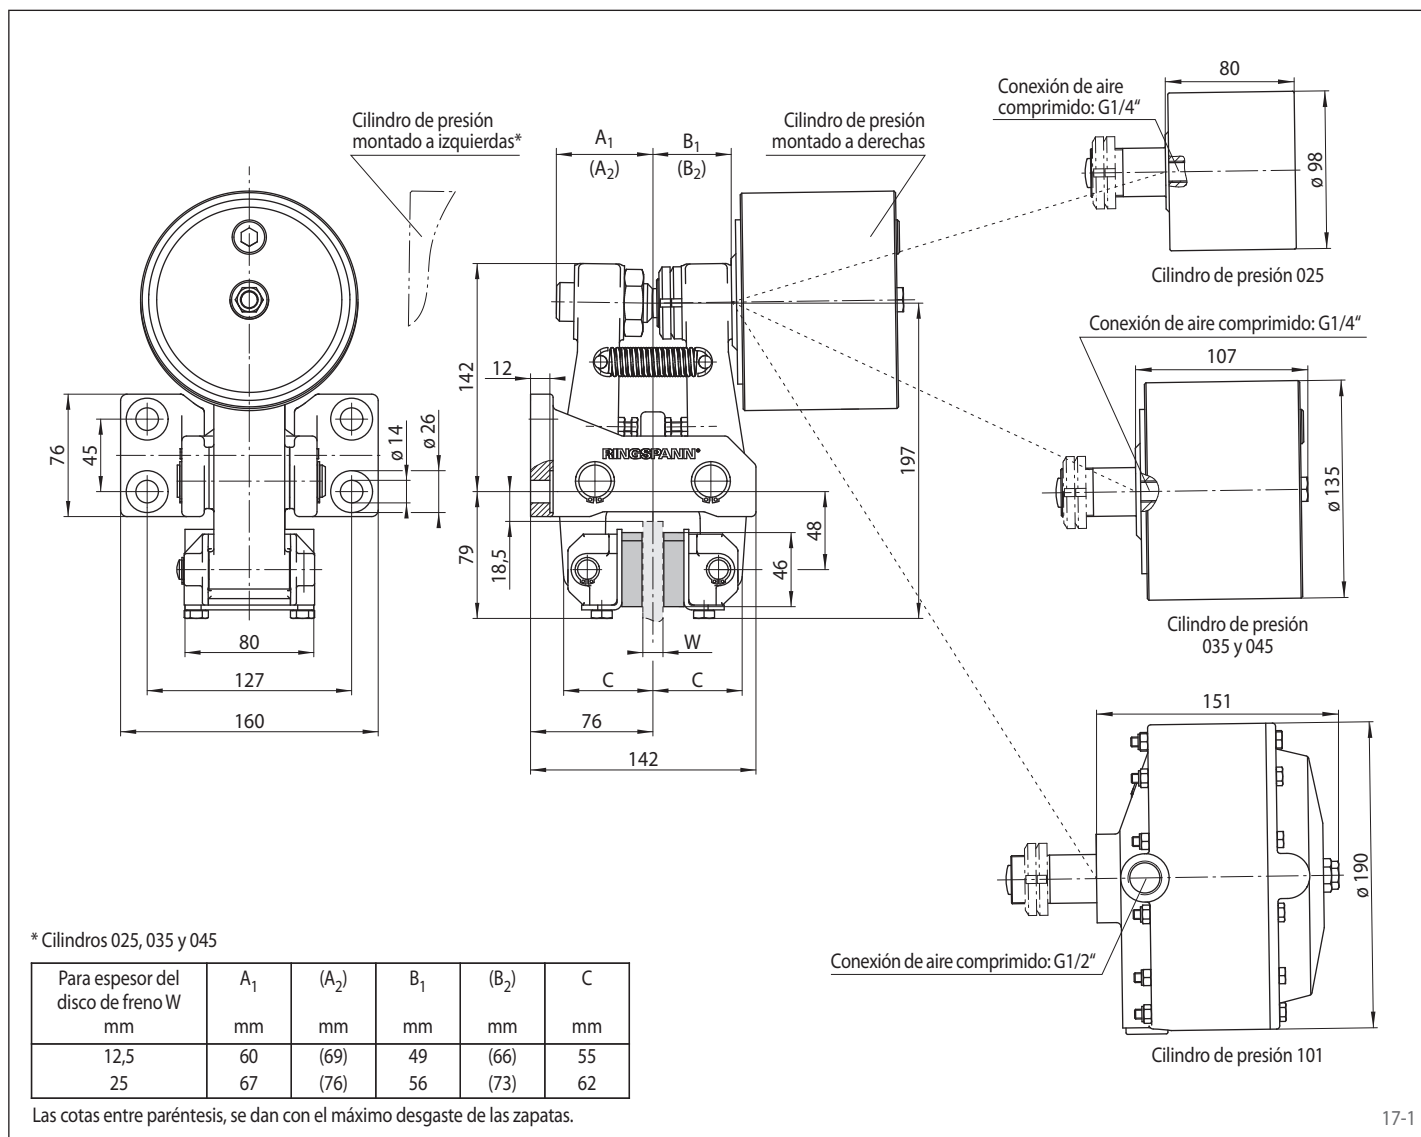 Cilindro de presión
montado a izquierdas*
A1
(A2)
B1
(B2)
Cilindro de presión
montado a derechas
Conexión de aire
comprimido: G1/4“
80
ø 98
Cilindro de presión 025
Conexión de aire comprimido: G1/4“
107
ø 135
Cilindro de presión
035 y 045
142
12
197
76
45
ø 14
ø 26
RINGSPANN®
79
18,5
48
46
W
80
C
C
127
76
160
142
151
ø 190
Conexión de aire comprimido: G1/2“
Cilindro de presión 101
* Cilindros 025, 035 y 045
Para espesor del A1 (A2) B1 (B2) C
disco de freno W
mm mm mm mm mm mm
12,5 60 (69) 49 (66) 55
25 67 (76) 56 (73) 62
Las cotas entre paréntesis, se dan con el máximo desgaste de las zapatas.
17-1